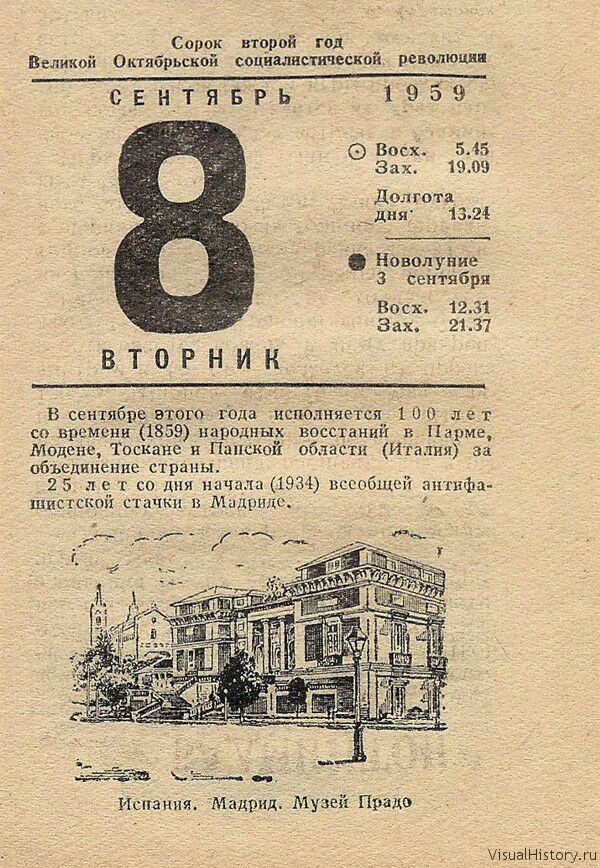 Сорок второй год
Великой Октябрьской социалистической революции
СЕНТЯБРЬ 1959
8
Восх. 5.45
Зах. 19.09
Долгота
дня 13.24
Новолуние
3 сентября
Восх. 12.31
Зах. 21.37
ВТОРНИК
В сентябре этого года исполняется 100 лет
со времени (1859) народных восстаний в Парме,
Модене, Тоскане и Папской области (Италия) за
объединение страны.
25 лет со дня начала (1934) всеобщей антифа-
шистской стачки в Мадриде.
Испания. Мадрид. Музей Прадо
VisualHistory.ru